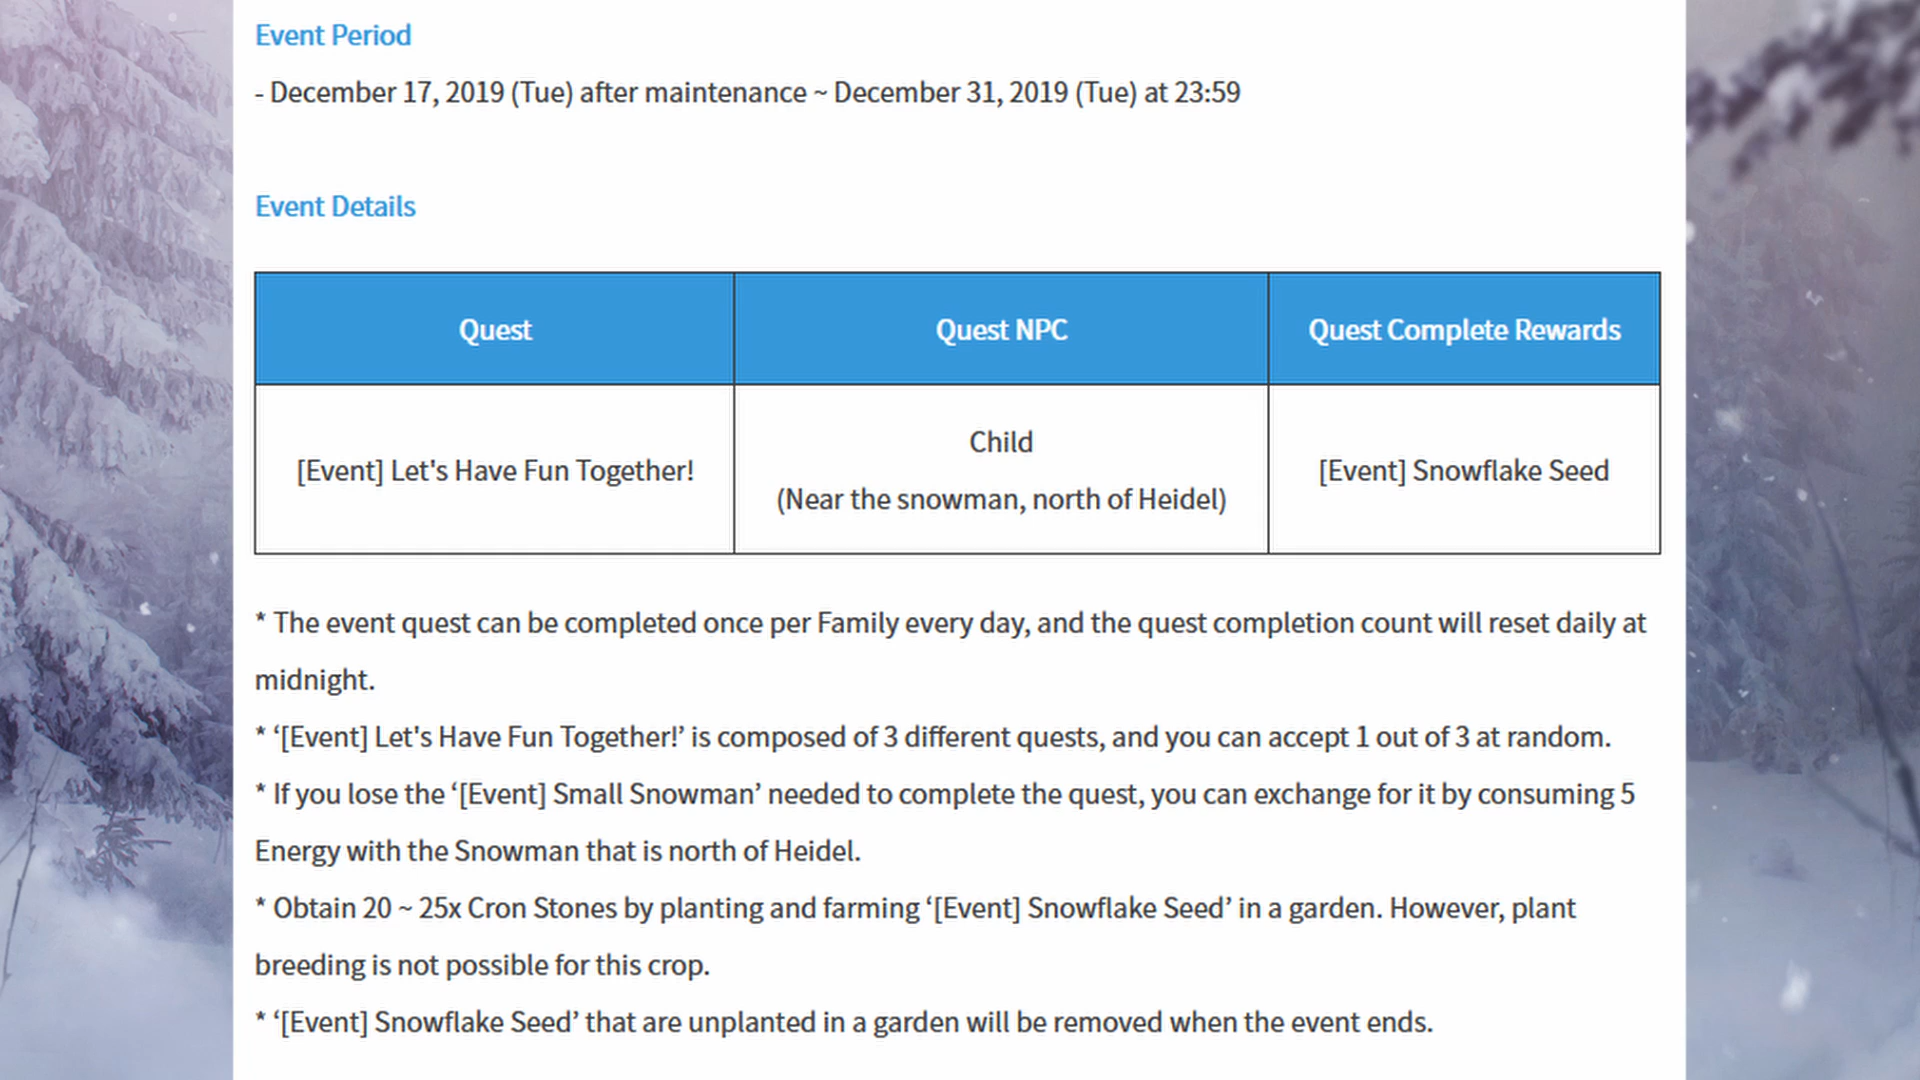 Event Period
- December 17, 2019 (Tue) after maintenance ~ December 31, 2019 (Tue) at 23:59
Event Details
Quest
Quest NPC
Quest Complete Rewards
[Event] Let's Have Fun Together!
Child
(Near the snowman, north of Heidel)
[Event] Snowflake Seed
* The event quest can be completed once per Family every day, and the quest completion count will reset daily at
midnight.
* ‘[Event] Let's Have Fun Together!’ is composed of 3 different quests, and you can accept 1 out of 3 at random.
* If you lose the ‘[Event] Small Snowman’ needed to complete the quest, you can exchange for it by consuming 5
Energy with the Snowman that is north of Heidel.
* Obtain 20 ~ 25x Cron Stones by planting and farming ‘[Event] Snowflake Seed’ in a garden. However, plant
breeding is not possible for this crop.
* ‘[Event] Snowflake Seed’ that are unplanted in a garden will be removed when the event ends.